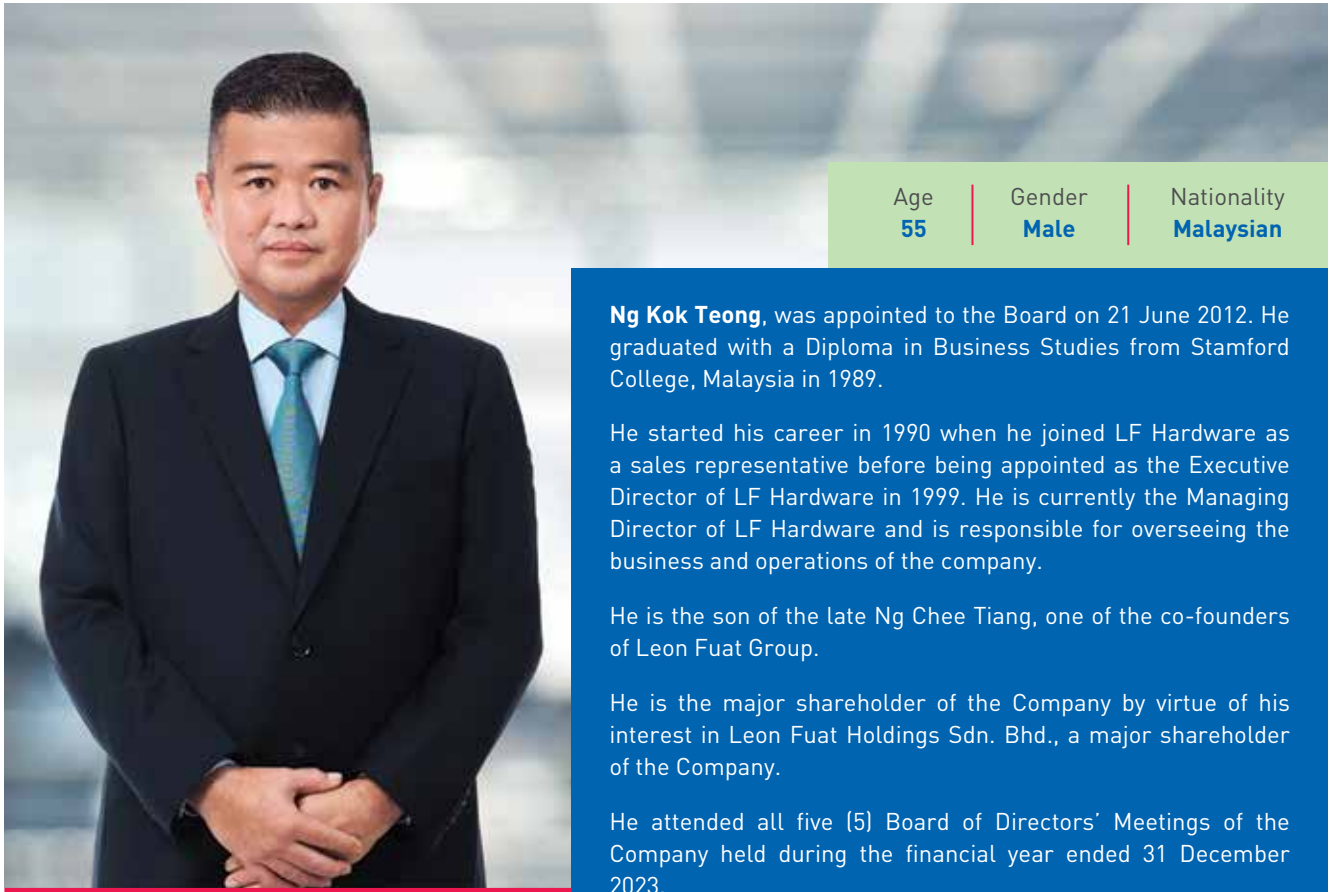 Age
55
Gender
Male
Nationality
Malaysian
Ng Kok Teong, was appointed to the Board on 21 June 2012. He
graduated with a Diploma in Business Studies from Stamford
College, Malaysia in 1989.
He started his career in 1990 when he joined LF Hardware as
a sales representative before being appointed as the Executive
Director of LF Hardware in 1999. He is currently the Managing
Director of LF Hardware and is responsible for overseeing the
business and operations of the company.
He is the son of the late Ng Chee Tiang, one of the co-founders
of Leon Fuat Group.
He is the major shareholder of the Company by virtue of his
interest in Leon Fuat Holdings Sdn. Bhd., a major shareholder
of the Company.
He attended all five (5) Board of Directors’ Meetings of the
Company held during the financial year ended 31 December
2023.